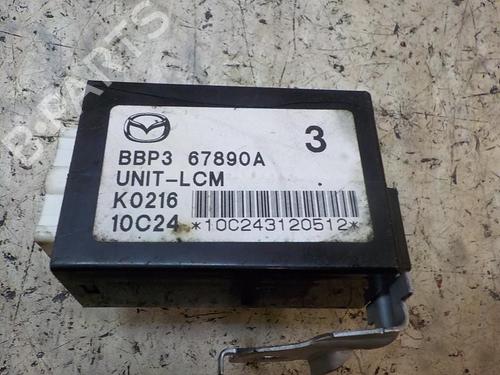 B-PARTS
3
BBP3 67890A
UNIT-LCM
K0216
10C24 *10C243120512*